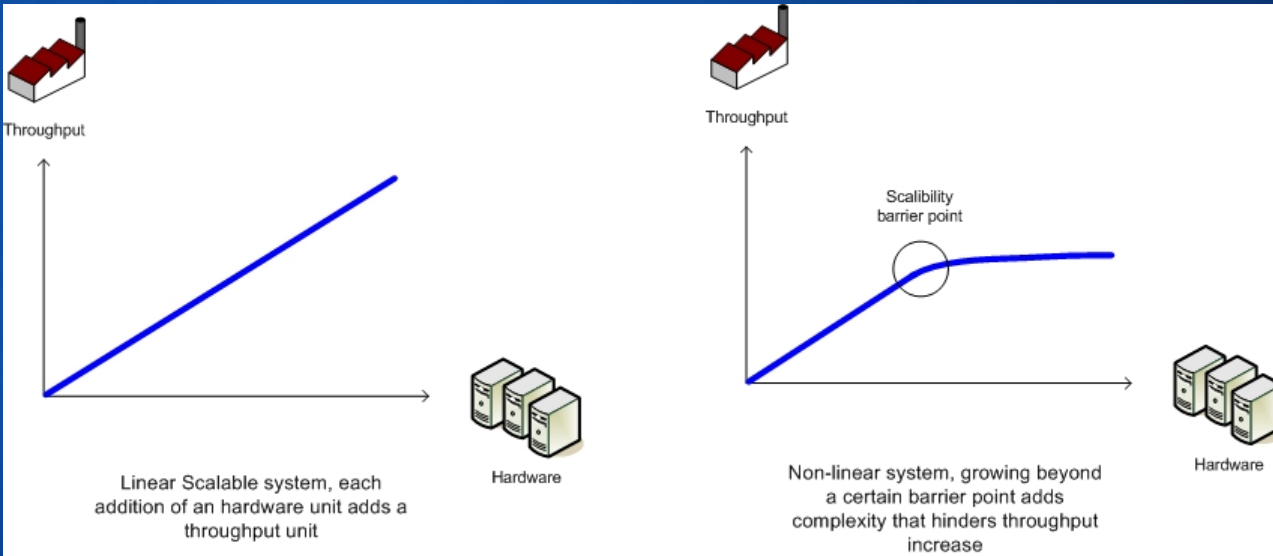 Throughput
Hardware
Linear Scalable system, each
addition of an hardware unit adds a
throughput unit
Throughput
Scalibility
barrier point
Hardware
Non-linear system, growing beyond
a certain barrier point adds
complexity that hinders throughput
increase